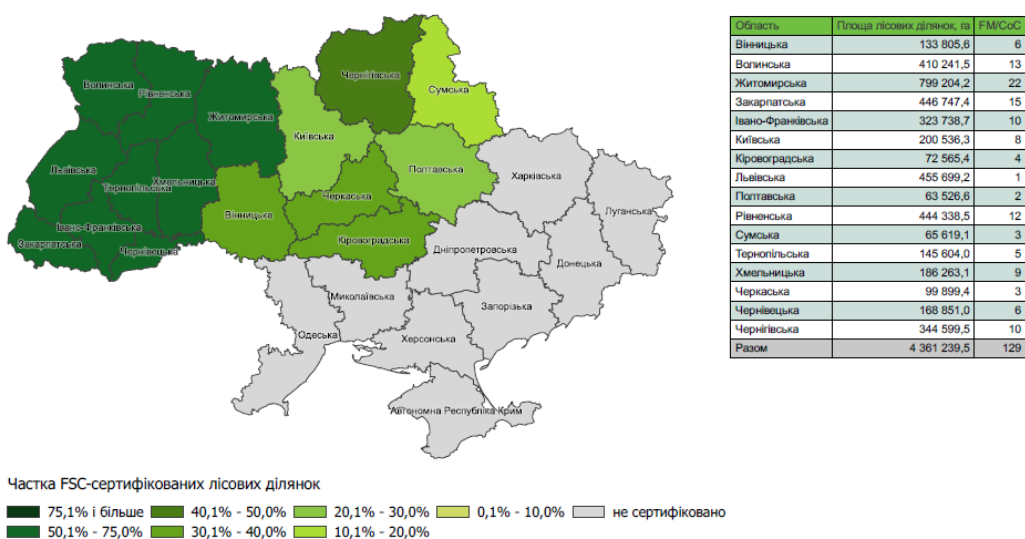 Волинська
Рівненська
Житомирська
Чернігівська
Сумська
Київська
Львівська
Тернопільська
Хмельницька
Вінницька
Черкаська
Полтавська
Харківська
Луганська
Івано-Франківська
Закарпатська
Чернівецька
Кіровоградська
Дніпропетровська
Донецька
Миколаївська
Запорізька
Одеська
Херсонська
Автономна Республіка Крим
Область Площа лісових ділянок, га FM/CoC
Вінницька 133 805,6 6
Волинська 410 241,5 13
Житомирська 799 204,2 22
Закарпатська 446 747,4 15
Івано-Франківська 323 738,7 10
Київська 200 536,3 8
Кіровоградська 72 565,4 4
Львівська 455 699,2 1
Полтавська 63 526,6 2
Рівненська 444 338,5 12
Сумська 65 619,1 3
Тернопільська 145 604,0 5
Хмельницька 186 263,1 9
Черкаська 99 899,4 3
Чернівецька 168 851,0 6
Чернігівська 344 599,5 10
Разом 4 361 239,5 129
Частка FSC-сертифікованих лісових ділянок
75,1% і більше 40,1% - 50,0% 20,1% - 30,0% 0,1% - 10,0% не сертифіковано
50,1% - 75,0% 30,1% - 40,0% 10,1% - 20,0%